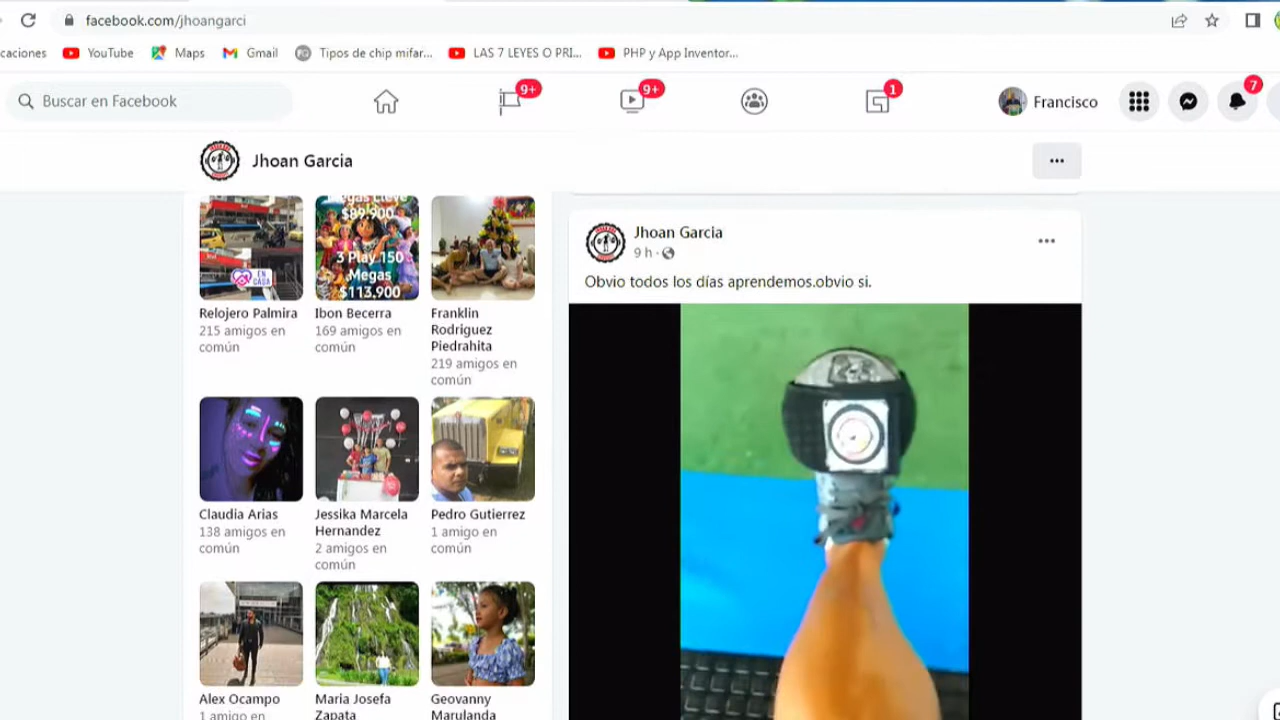 facebook.com/jhoangarci
caciones YouTube Maps Gmail Tipos de chip mifar... LAS 7 LEYES O PRI... PHP y App Inventor...
Buscar en Facebook
9+
9+
1
Francisco
7
Jhoan Garcia
Megas Lleve
$89.900
3 Play 150
Megas
$113.900
EN
CASA
Relojero Palmira
215 amigos en
común
Ibon Becerra
169 amigos en
común
Franklin
Rodriguez
Piedrahita
219 amigos en
común
Claudia Arias
138 amigos en
común
Jessika Marcela
Hernandez
2 amigos en
común
Pedro Gutierrez
1 amigo en
común
Alex Ocampo
1 amigo en
Maria Josefa
Zapata
Geovanny
Marulanda
Jhoan Garcia
9 h
Obvio todos los días aprendemos.obvio si.